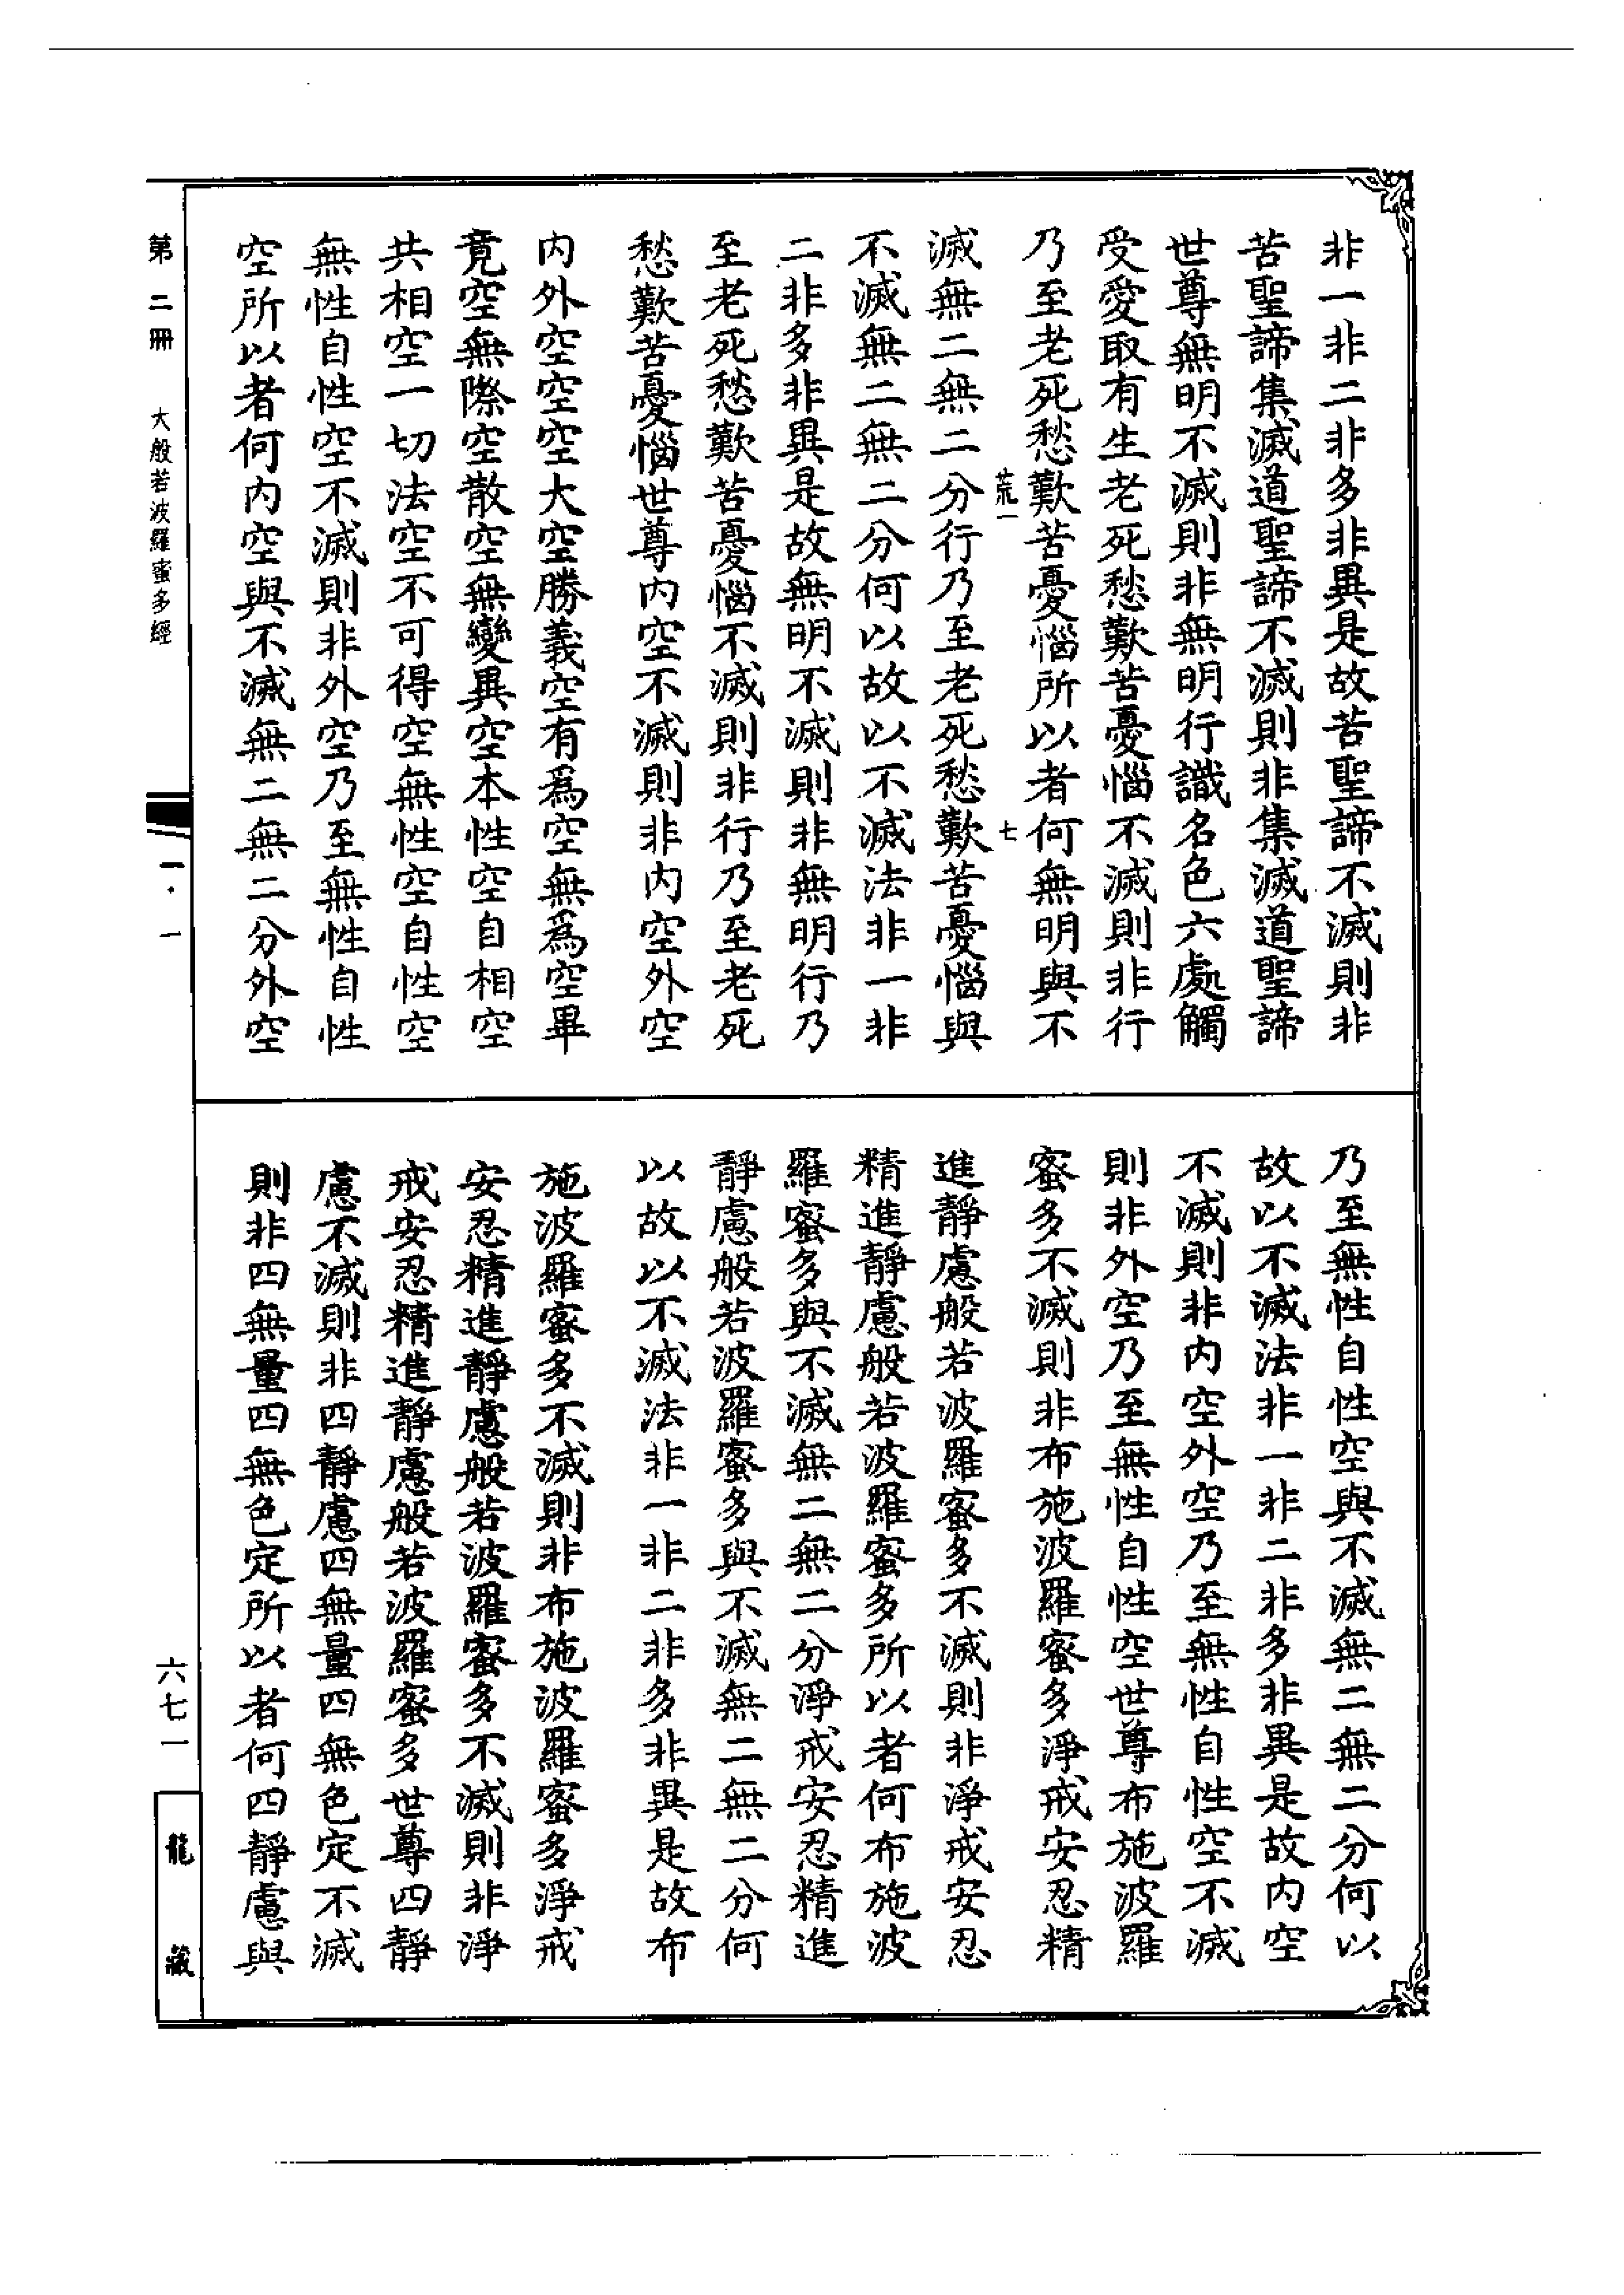 非一非二非多非異是故苦聖諦不滅則非
苦聖諦集滅道聖諦不滅則非集滅道聖諦
世尊無明不滅則非無明行識名色六處觸
受愛取有生老死愁歎苦憂惱不滅則非行
乃至老死愁歎苦憂惱所以者何無明與不
荒一
七
滅無二無二分行乃至老死愁歎苦憂惱與
不滅無二無二分何以故以不滅法非一非
二非多非異是故無明不滅則非無明行乃
至老死愁歎苦憂惱不滅則非行乃至老死
愁歎苦憂惱世尊內空不滅則非內空外空
內外空空空大空勝義空有爲空無爲空畢
竟空無際空散空無變異空本性空自相空
共相空一切法空不可得空無性空自性空
無性自性空不滅則非外空乃至無性自性
空所以者何內空與不滅無二無二分外空
乃至無性自性空與不滅無二無二分何以
故以不滅法非一非二非多非異是故內空
不滅則非內空外空乃至無性自性空不滅
則非外空乃至無性自性空世尊布施波羅
蜜多不滅則非布施波羅蜜多淨戒安忍精
進靜慮般若波羅蜜多不滅則非淨戒安忍
精進靜慮般若波羅蜜多所以者何布施波
羅蜜多與不滅無二無二分淨戒安忍精進
靜慮般若波羅蜜多與不滅無二無二分何
以故以不滅法非一非二非多非異是故布
施波羅蜜多不滅則非布施波羅蜜多淨戒
安忍精進靜慮般若波羅蜜多不滅則非淨
戒安忍精進靜慮般若波羅蜜多世尊四靜
慮不滅則非四靜慮四無量四無色定不滅
則非四無量四無色定所以者何四靜慮與
第二冊 大般若波羅蜜多經
一·一
六七一
龍藏